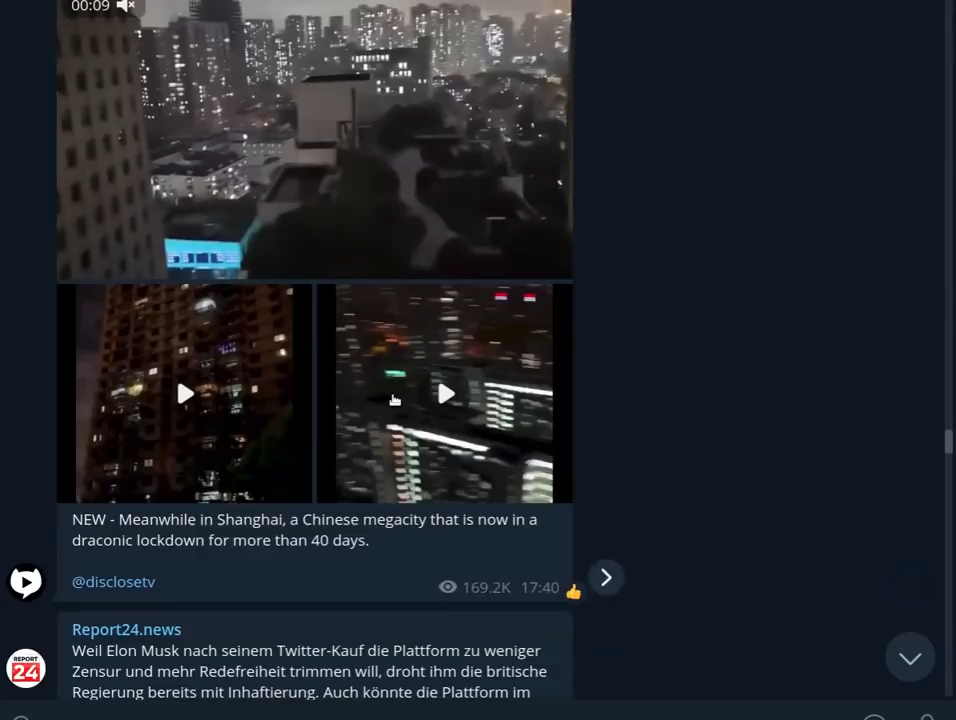 00:09
NEW - Meanwhile in Shanghai, a Chinese megacity that is now in a
draconic lockdown for more than 40 days.
@disclosetv
169.2K 17:40
Report24.news
REPORT
24
Weil Elon Musk nach seinem Twitter-Kauf die Plattform zu weniger
Zensur und mehr Redefreiheit trimmen will, droht ihm die britische
Regierung bereits mit Inhaftierung. Auch könnte die Plattform im